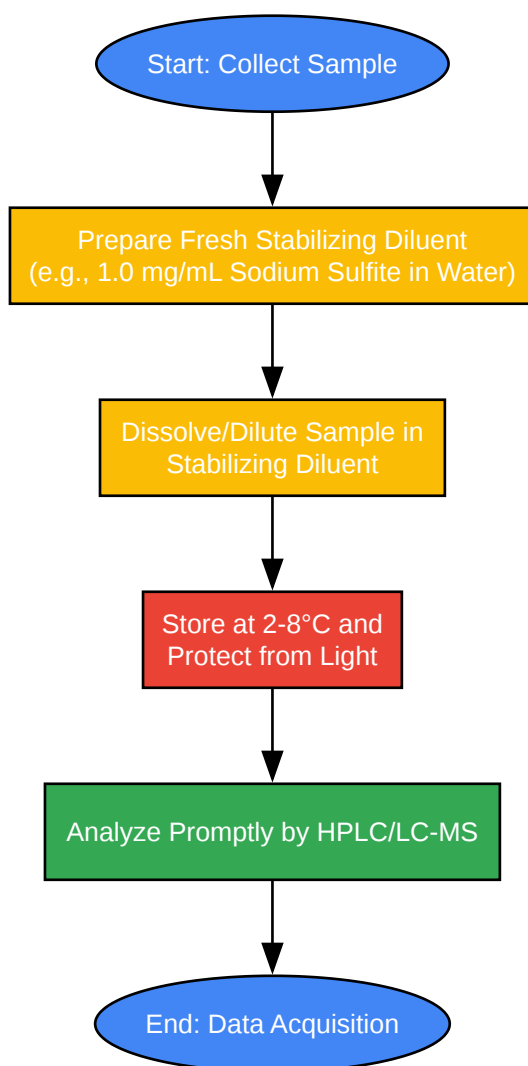 Start: Collect Sample
Prepare Fresh Stabilizing Diluent
(e.g., 1.0 mg/mL Sodium Sulfite in Water)
Dissolve/Dilute Sample in
Stabilizing Diluent
Store at 2-8°C and
Protect from Light
Analyze Promptly by HPLC/LC-MS
End: Data Acquisition